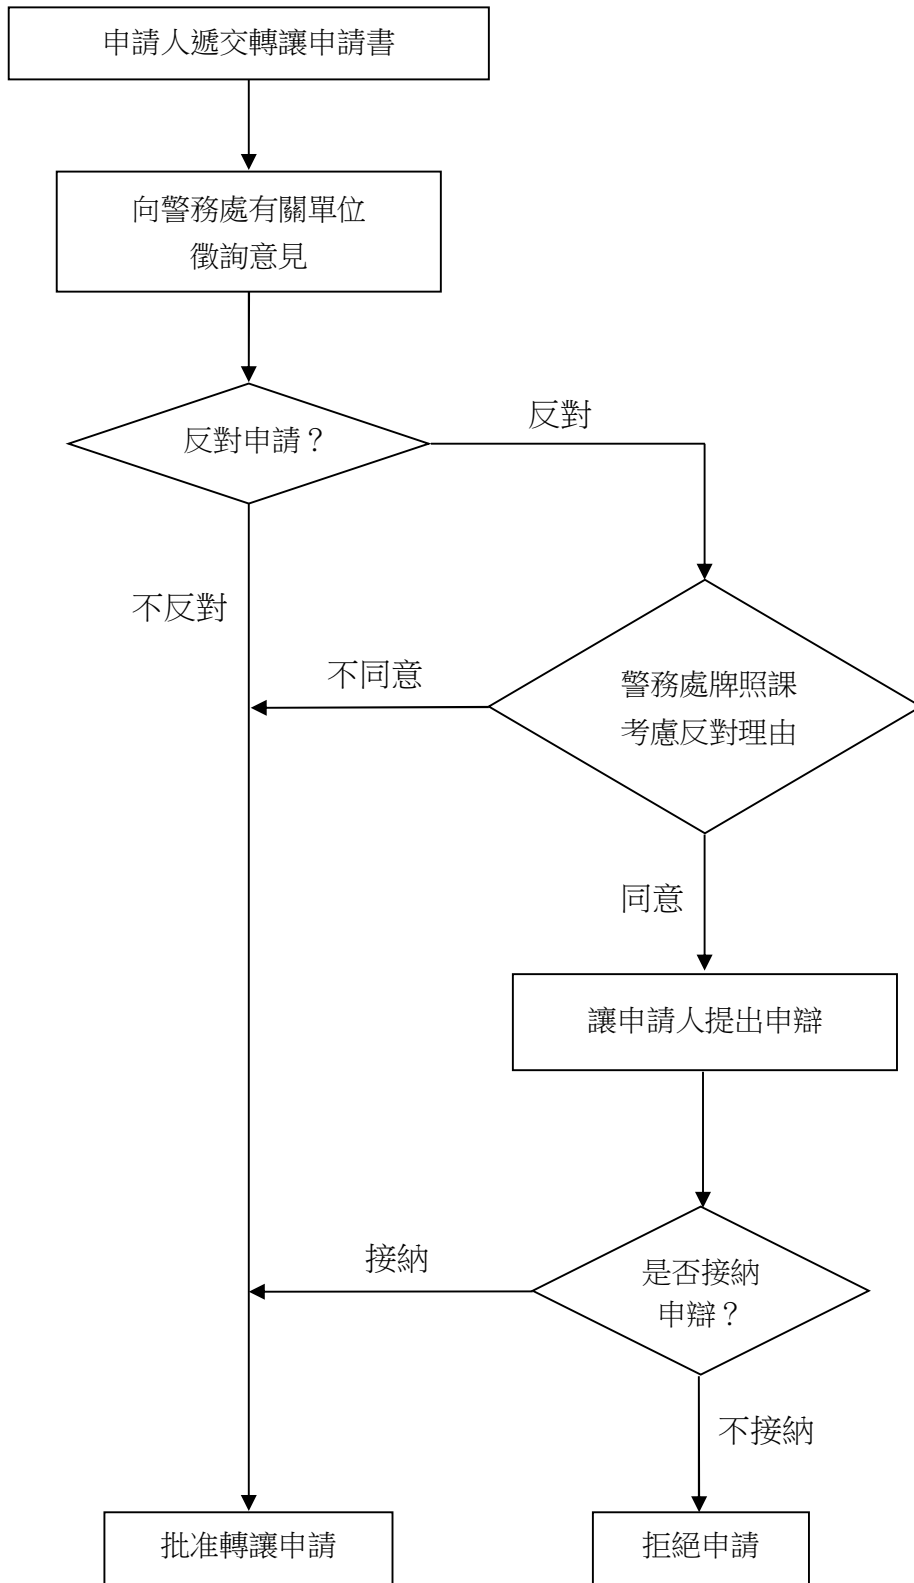 申請人遞交轉讓申請書
向警務處有關單位
徵詢意見
反對
反對申請？
不反對
不同意
警務處牌照課
考慮反對理由
同意
讓申請人提出申辯
接納
是否接納
申辯？
不接納
批准轉讓申請
拒絕申請